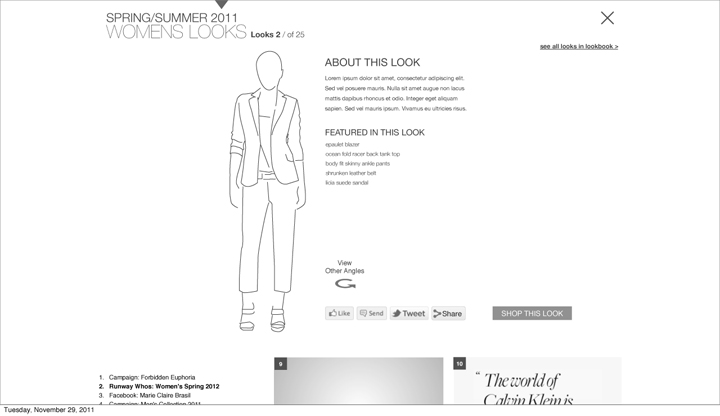 SPRING/SUMMER 2011
WOMENS LOOKS Looks 2 / of 25
see all looks in lookbook >
ABOUT THIS LOOK
Lorem ipsum dolor sit amet, consectetur adipiscing elit.
Sed vel posuere mauris. Nulla sit amet augue non lacus
mattis dapibus rhoncus et odio. Integer eget aliquam
sapien. Sed vel mauris ipsum. Vivamus eu ultricies risus.
FEATURED IN THIS LOOK
epaulet blazer
ocean fold racer back tank top
body fit skinny ankle pants
shrunken leather belt
licia suede sandal
View
Other Angles
Like Send Tweet Share SHOP THIS LOOK
1. Campaign: Forbidden Euphoria
2. Runway Whos: Women's Spring 2012
3. Facebook: Marie Claire Brasil
4. Campaign: Men's Collection 2011
9
10
“ The world of
Calvin Klein is
Tuesday, November 29, 2011